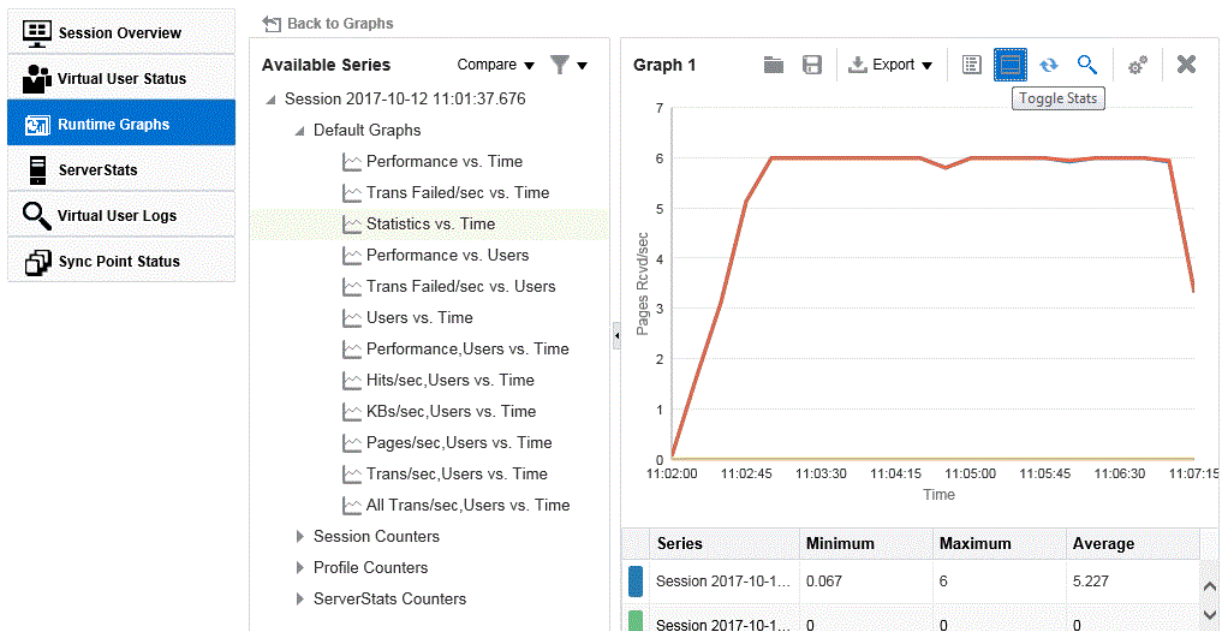 Session Overview
Virtual User Status
Runtime Graphs
ServerStats
Virtual User Logs
Sync Point Status
Back to Graphs
Available Series
Compare
Session 2017-10-12 11:01:37.676
Default Graphs
Performance vs. Time
Trans Failed/sec vs. Time
Statistics vs. Time
Performance vs. Users
Trans Failed/sec vs. Users
Users vs. Time
Performance,Users vs. Time
Hits/sec,Users vs. Time
KBs/sec,Users vs. Time
Pages/sec,Users vs. Time
Trans/sec,Users vs. Time
All Trans/sec,Users vs. Time
Session Counters
Profile Counters
ServerStats Counters
Graph 1
Export
Toggle Stats
7
6
5
4
3
2
1
0
Pages Rcvd/sec
11:02:00 11:02:45 11:03:30 11:04:15 11:05:00 11:05:45 11:06:30 11:07:15
Time
Series Minimum Maximum Average
Session 2017-10-1... 0.067 6 5.227
Session 2017-10-1... 0 0 0